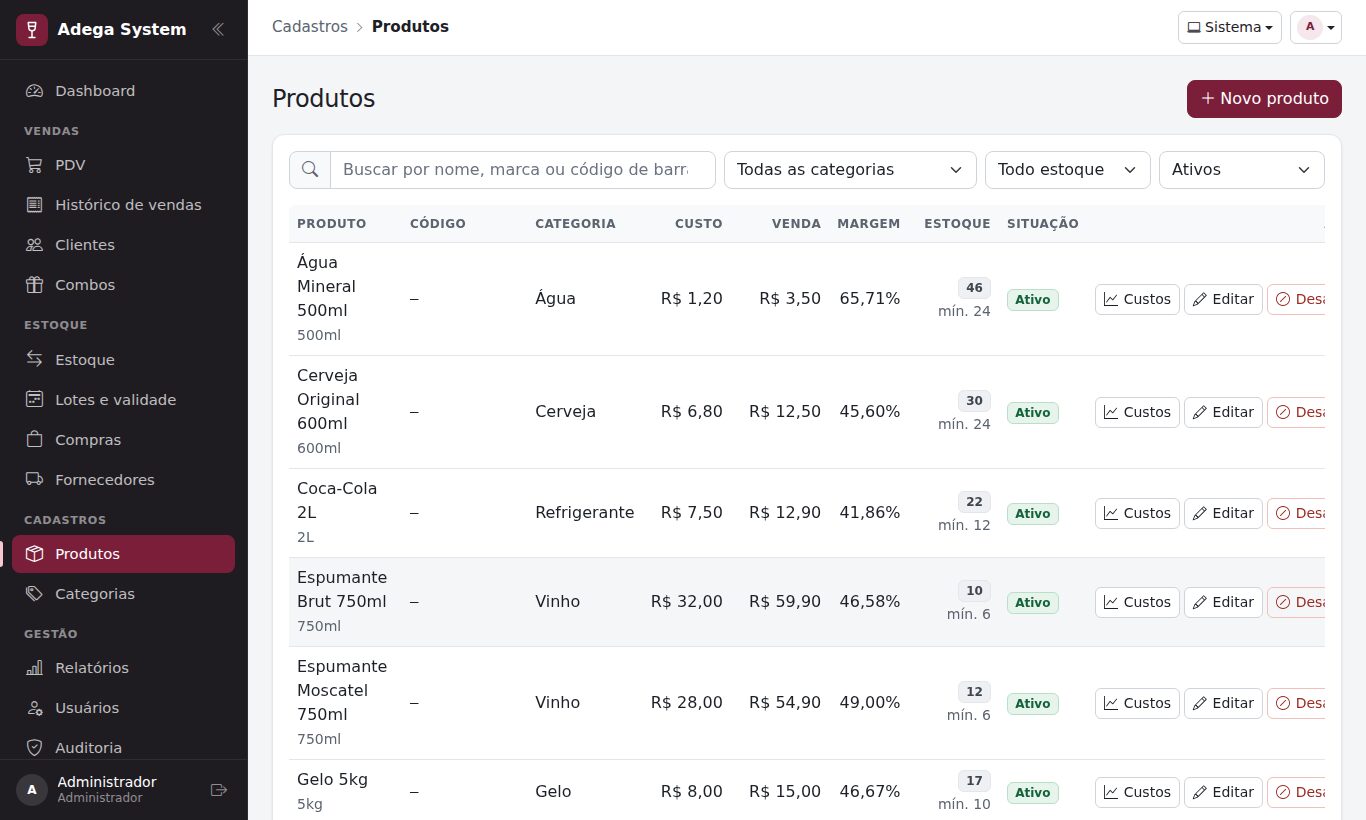 Adega System
Cadastros > Produtos
Sistema
A
Dashboard
VENDAS
PDV
Histórico de vendas
Clientes
Combos
ESTOQUE
Estoque
Lotes e validade
Compras
Fornecedores
CADASTROS
Produtos
Categorias
GESTÃO
Relatórios
Usuários
Auditoria
A
Administrador
Administrador
Produtos
+ Novo produto
Buscar por nome, marca ou código de barr
Todas as categorias
Todo estoque
Ativos
PRODUTO CÓDIGO CATEGORIA CUSTO VENDA MARGEM ESTOQUE SITUAÇÃO
Água
Mineral
500ml
500ml
– Água R$ 1,20 R$ 3,50 65,71%
46
mín. 24
Ativo Custos Editar Desa
Cerveja
Original
600ml
600ml
– Cerveja R$ 6,80 R$ 12,50 45,60%
30
mín. 24
Ativo Custos Editar Desa
Coca-Cola
2L
2L
– Refrigerante R$ 7,50 R$ 12,90 41,86%
22
mín. 12
Ativo Custos Editar Desa
Espumante
Brut 750ml
750ml
– Vinho R$ 32,00 R$ 59,90 46,58%
10
mín. 6
Ativo Custos Editar Desa
Espumante
Moscatel
750ml
750ml
– Vinho R$ 28,00 R$ 54,90 49,00%
12
mín. 6
Ativo Custos Editar Desa
Gelo 5kg
5kg
– Gelo R$ 8,00 R$ 15,00 46,67%
17
mín. 10
Ativo Custos Editar Desa